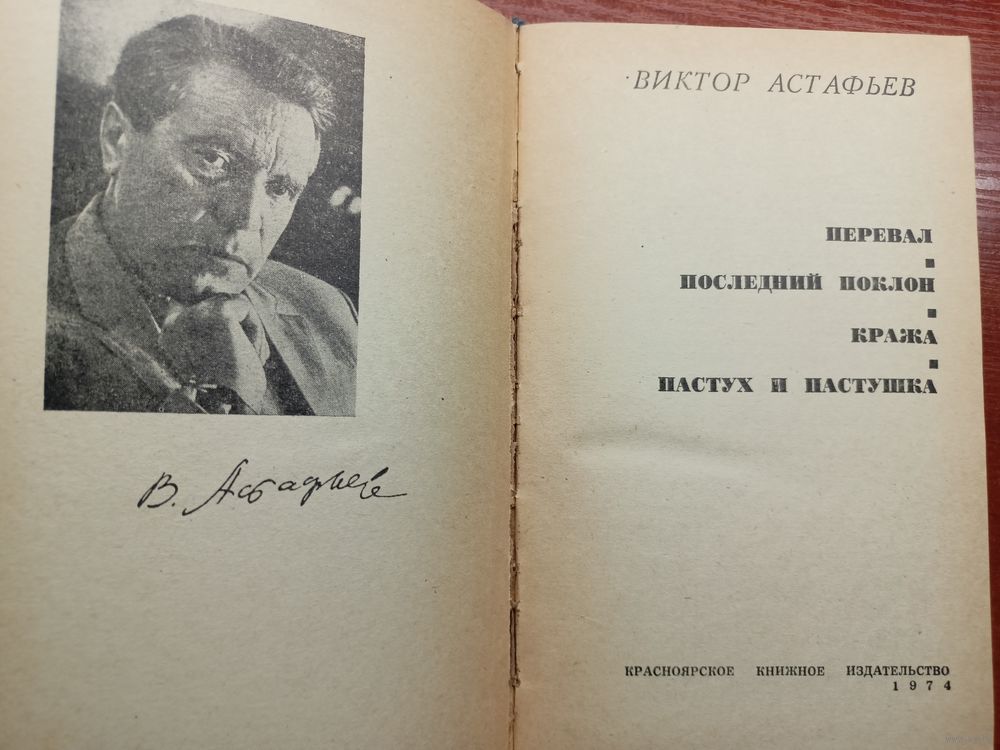 В. Астафьев
ВИКТОР АСТАФЬЕВ
ПЕРЕВАЛ
ПОСЛЕДНИЙ ПОКЛОН
КРАЖА
ПАСТУХ И ПАСТУШКА
КРАСНОЯРСКОЕ КНИЖНОЕ ИЗДАТЕЛЬСТВО
1974